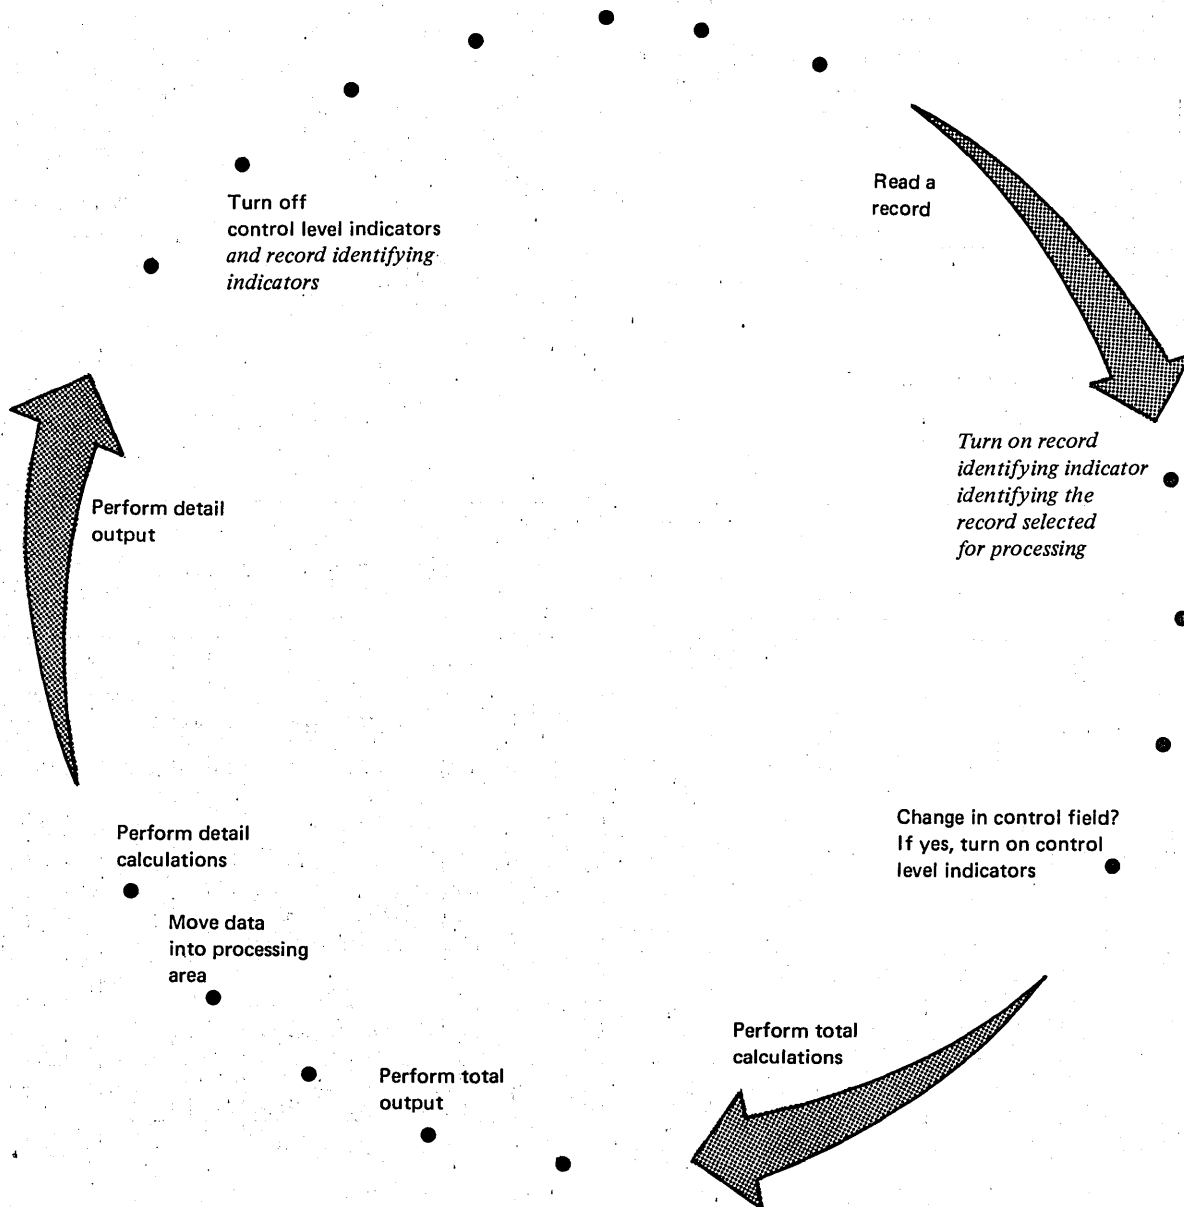 Turn off
control level indicators
and record identifying
indicators
Read a
record
Turn on record
identifying indicator
identifying the
record selected
for processing
Change in control field?
If yes, turn on control
level indicators
Perform total
calculations
Perform total
output
Move data
into processing
area
Perform detail
calculations
Perform detail
output